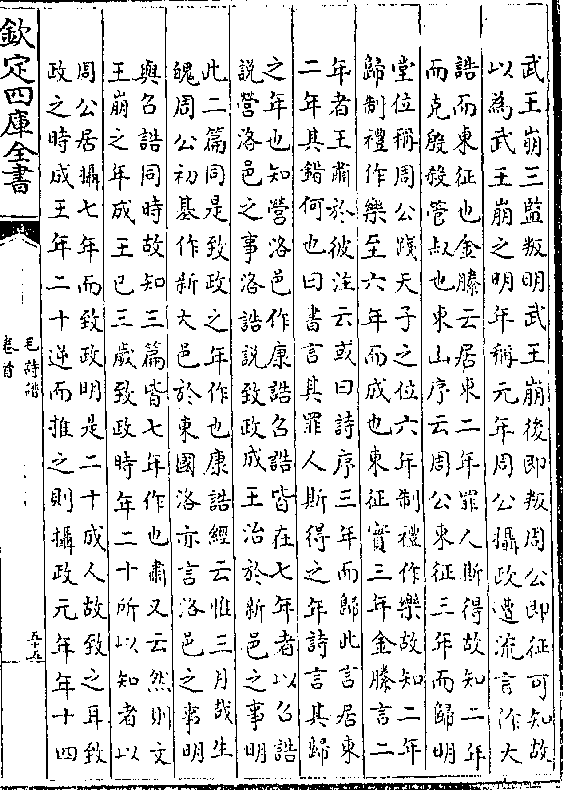 武王崩三監叛明武王崩後即叛周公即征可知故
以為武王崩之明年稱元年周公攝政遭流言作大
誥而東征也金縢云居東二年罪人斯得故知二年
而克殷殺管叔也東山序云周公東征三年而歸明
堂位稱周公踐天子之位六年制禮作樂故知二年
歸制禮作樂至六年而成也東征實三年金縢言二
年者王肅於彼注云或曰詩序三年而歸此言居東
二年其錯何也曰書言其罪人斯得之年詩言其歸
之年也知營洛邑作康誥召誥皆在七年者以召誥
說營洛邑之事洛誥說致政成王治於新邑之事明
此二篇同是致政之年作也康誥經云惟三月哉生
魄周公初基作新大邑於東國洛亦言洛邑之事明
與召誥同時故知三篇皆七年作也肅又云然則文
王崩之年成王已三歲致政時年二十所以知者以
周公居攝七年而致政明是二十成人故致之耳致
政之時成王年二十逆而推之則攝政元年年十四
欽定四庫全書
毛詩稽
卷首
五十五